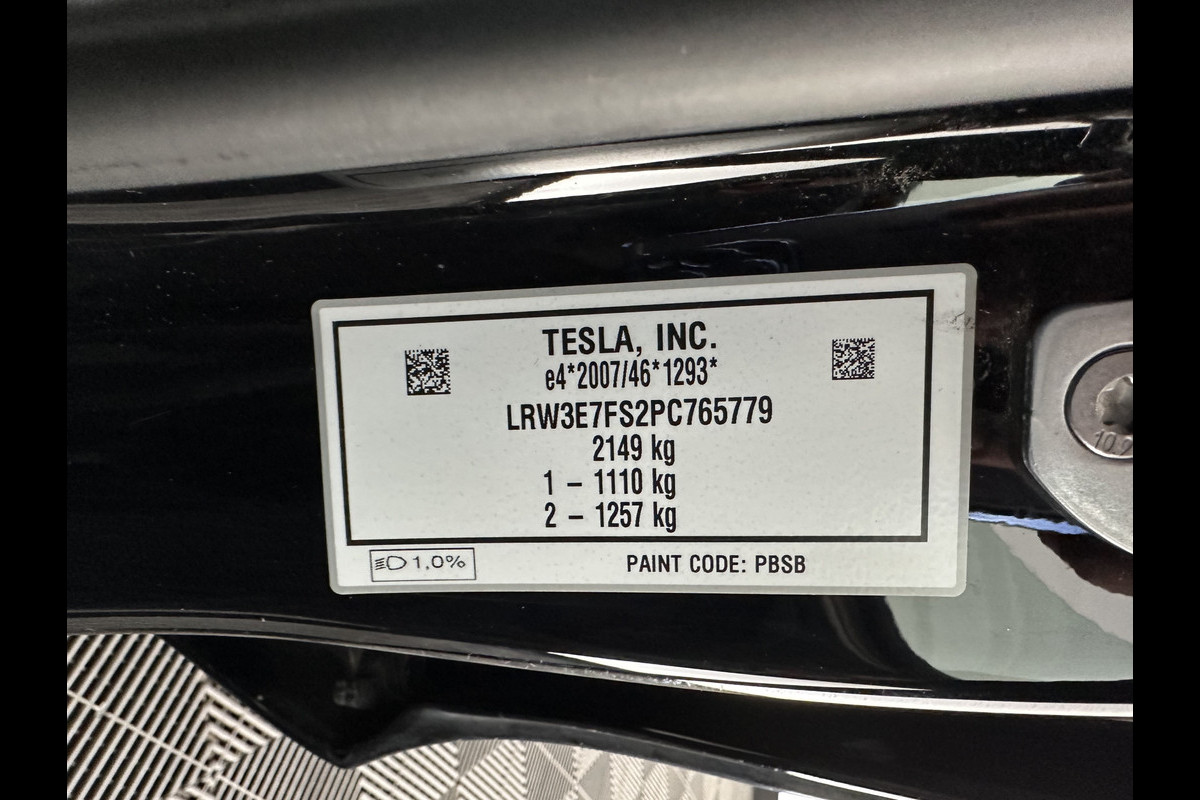 TESLA, INC.
e4*2007/46*1293*
LRW3E7FS2PC765779
2149 kg
1 – 1110 kg
2 – 1257 kg
1,0%
PAINT CODE: PBSB